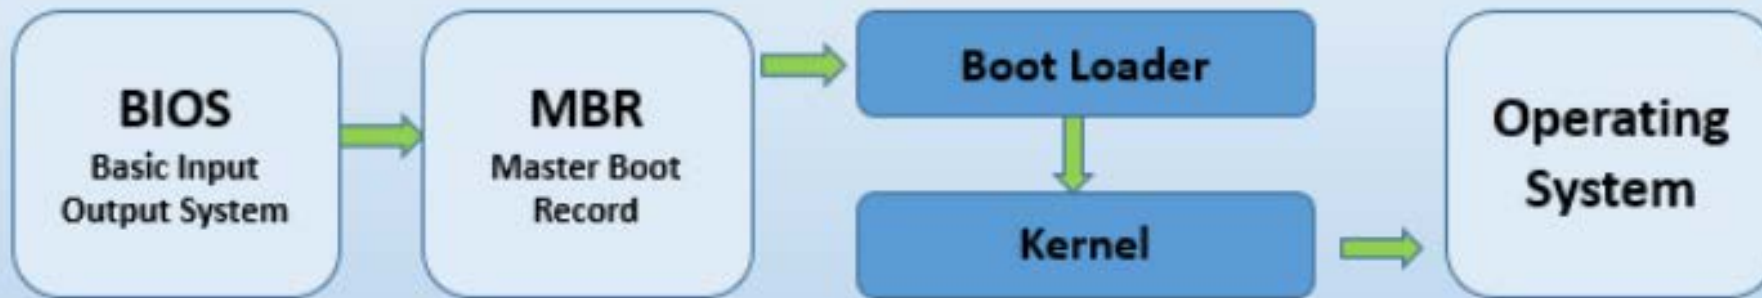 BIOS
Basic Input
Output System
MBR
Master Boot
Record
Boot Loader
Kernel
Operating
System